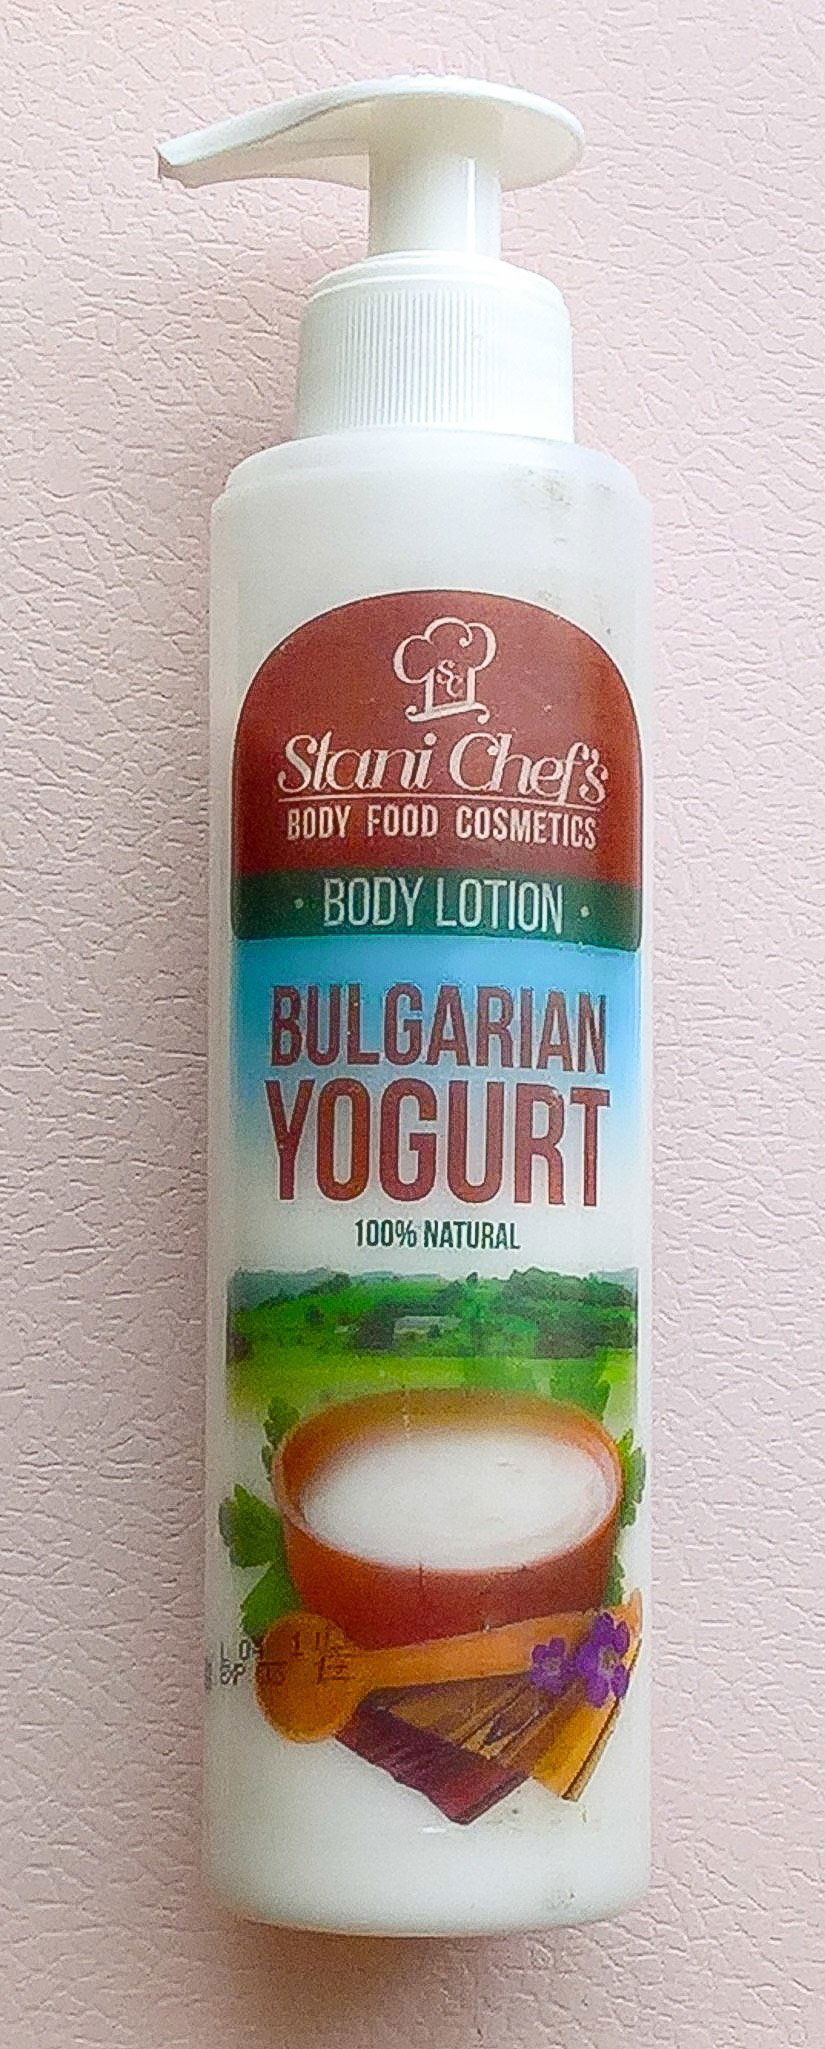 SC
Stani Chef's
BODY FOOD COSMETICS
· BODY LOTION ·
BULGARIAN
YOGURT
100% NATURAL